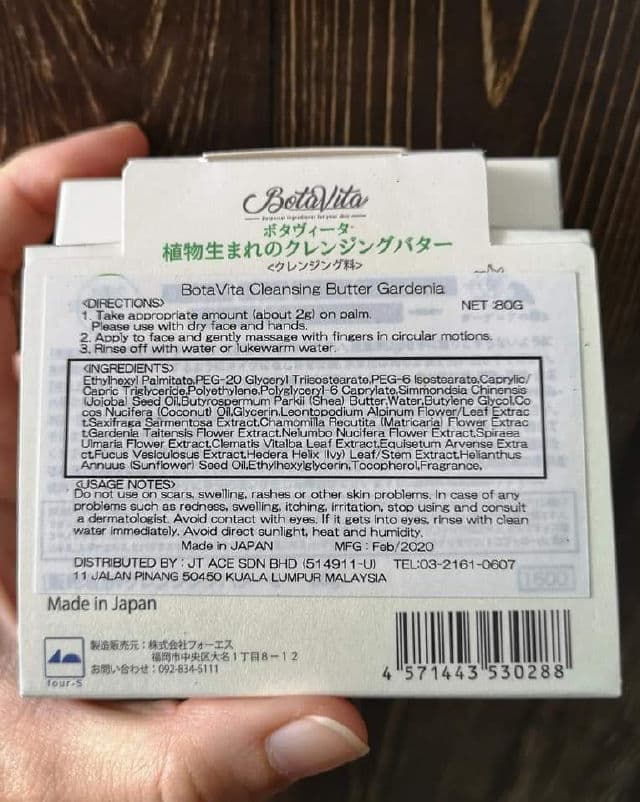 BotaVita
Botanical Ingredient for your skin
ボタヴィータ
植物生まれのクレンジングバター
<クレンジング料>
BotaVita Cleansing Butter Gardenia
<DIRECTIONS>
NET :80G
1. Take appropriate amount (about 2g) on palm.
Please use with dry face and hands.
2. Apply to face and gently massage with fingers in circular motions.
3. Rinse off with water or lukewarm water.
<INGREDIENTS>
Ethylhexyl Palmitate,PEG-20 Glyceryl Triisostearate,PEG-6 Isostearate,Caprylic/
Capric Triglyceride,Polyethylene,Polyglyceryl-6 Caprylate,Simmondsia Chinensis
(Jojoba) Seed Oil,Butyrospermum Parkii (Shea) Butter,Water,Butylene Glycol,Co
cos Nucifera (Coconut) Oil,Glycerin,Leontopodium Alpinum Flower/Leaf Extrac
t,Saxifraga Sarmentosa Extract,Chamomilla Recutita (Matricaria) Flower Extrac
t,Gardenia Taitensis Flower Extract,Nelumbo Nucifera Flower Extract,Spiraea
Ulmaria Flower Extract,Clematis Vitalba Leaf Extract,Equisetum Arvense Extra
ct,Fucus Vesiculosus Extract,Hedera Helix (Ivy) Leaf/Stem Extract,Helianthus
Annuus (Sunflower) Seed Oil,Ethylhexylglycerin,Tocopherol,Fragrance.
<USAGE NOTES>
Do not use on scars, swelling, rashes or other skin problems. In case of any
problems such as redness, swelling, itching, irritation, stop using and consult
a dermatologist. Avoid contact with eyes. If it gets into eyes, rinse with clean
water immediately. Avoid direct sunlight, heat and humidity.
Made in JAPAN MFG : Feb/2020
DISTRIBUTED BY : JT ACE SDN BHD (514911-U) TEL:03-2161-0607
11 JALAN PINANG 50450 KUALA LUMPUR MALAYSIA
1600
Made in Japan
製造販売元：株式会社フォーエス
福岡市中央区大名1丁目8-12
お問い合わせ：092-834-5111
four-S
4 571443 530288